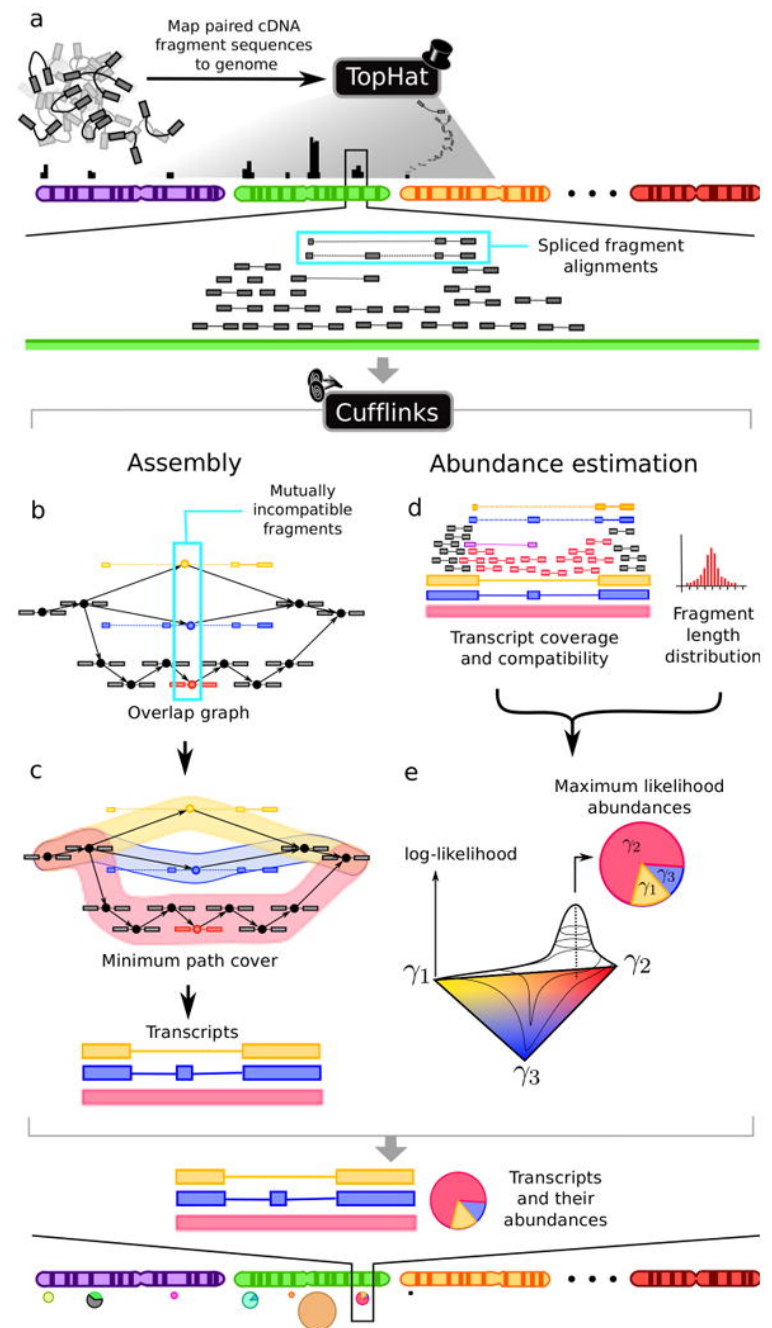 a
Map paired cDNA
fragment sequences
to genome
TopHat
Spliced fragment
alignments
Cufflinks
Assembly
Abundance estimation
b
Mutually
incompatible
fragments
Overlap graph
d
Transcript coverage
and compatibility
Fragment
length
distribution
c
Minimum path cover
Transcripts
e
Maximum likelihood
abundances
γ2
γ1
γ3
log-likelihood
γ1
γ2
γ3
Transcripts
and their
abundances